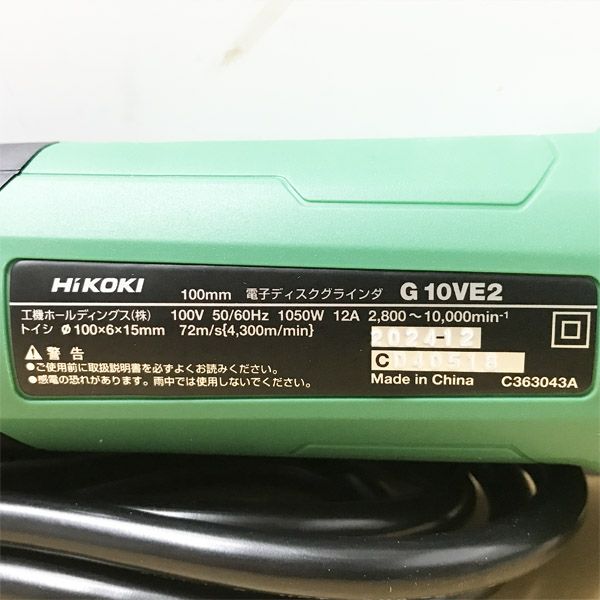 HiKOKI 100mm 電子ディスクグラインダ G 10VE2
工機ホールディングス(株) 100V 50/60Hz 1050W 12A 2,800～10,000min⁻¹
トイシ ø100×6×15mm 72m/s{4,300m/min}
2024-12
⚠警告
●ご使用前に取扱説明書を必ずよくお読みください。
●感電の恐れがあります。雨中では使用しないでください。
C D40518
Made in China C363043A